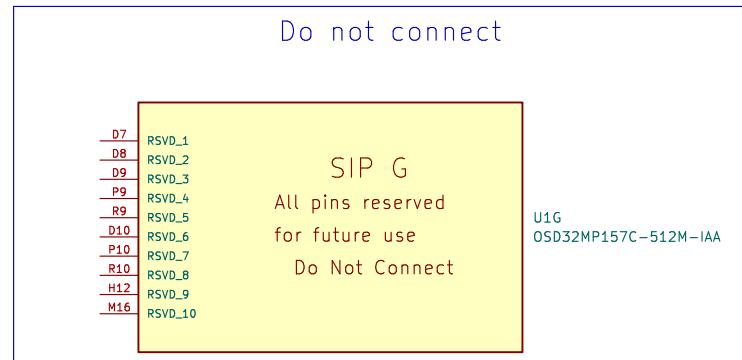 Do not connect
D7 RSVD_1
D8 RSVD_2
D9 RSVD_3
P9 RSVD_4
R9 RSVD_5
D10 RSVD_6
P10 RSVD_7
R10 RSVD_8
H12 RSVD_9
M16 RSVD_10
SIP G
All pins reserved
for future use
Do Not Connect
U1G
OSD32MP157C-512M-IAA